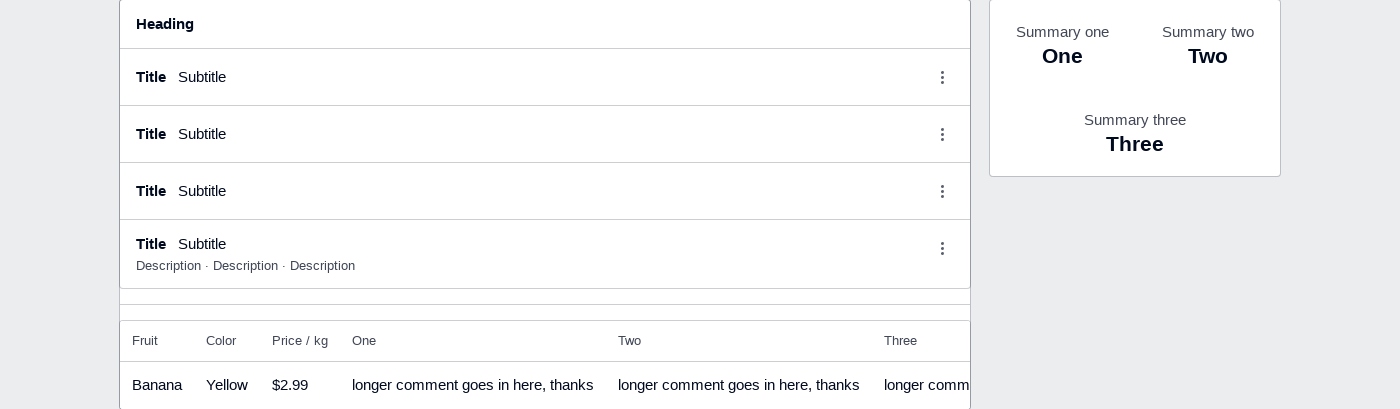 Heading
Title Subtitle
Title Subtitle
Title Subtitle
Title Subtitle
Description · Description · Description
Fruit Color Price / kg One Two Three
Banana Yellow $2.99 longer comment goes in here, thanks longer comment goes in here, thanks longer comm
Summary one Summary two
One Two
Summary three
Three